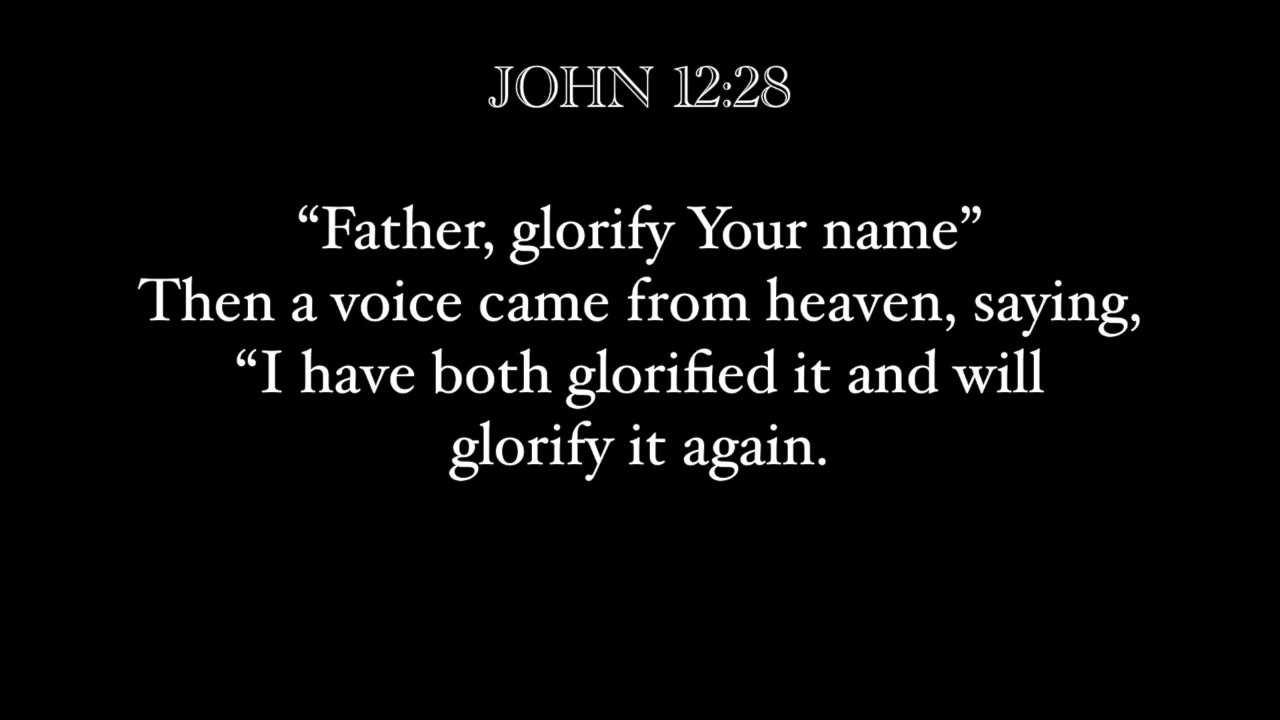 JOHN 12:28
“Father, glorify Your name”
Then a voice came from heaven, saying,
“I have both glorified it and will
glorify it again.